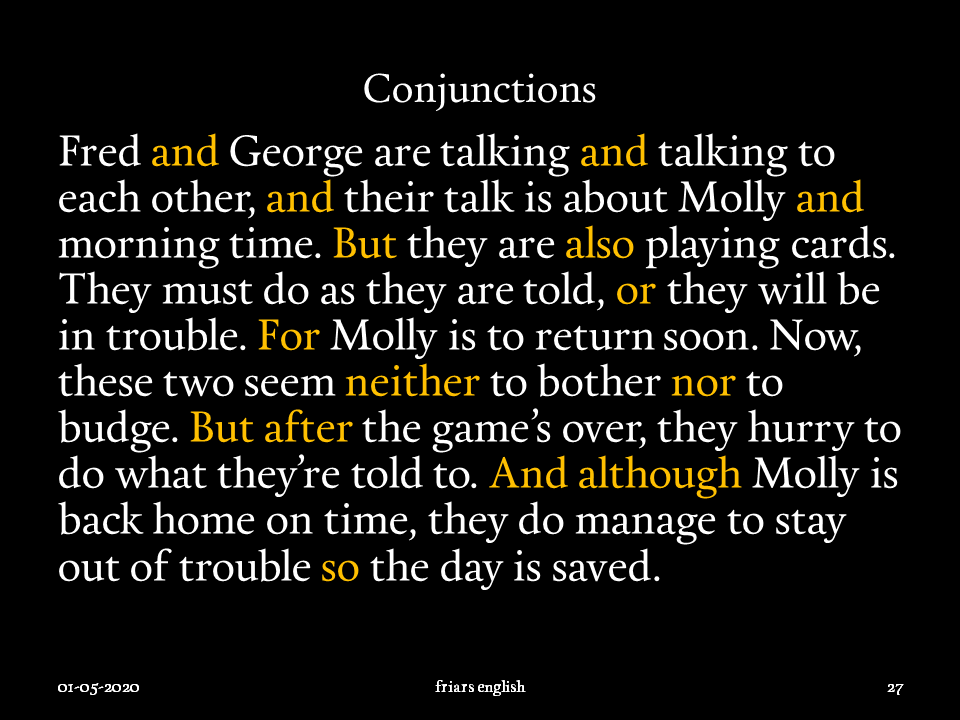 Conjunctions
Fred and George are talking and talking to
each other, and their talk is about Molly and
morning time. But they are also playing cards.
They must do as they are told, or they will be
in trouble. For Molly is to return soon. Now,
these two seem neither to bother nor to
budge. But after the game’s over, they hurry to
do what they’re told to. And although Molly is
back home on time, they do manage to stay
out of trouble so the day is saved.
01-05-2020 friars english 27